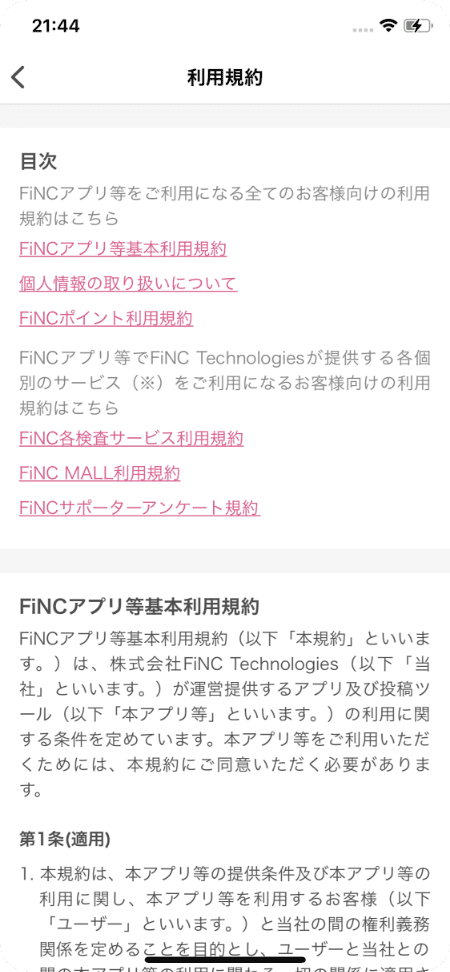 21:44
利用規約
目次
FiNCアプリ等をご利用になる全てのお客様向けの利用
規約はこちら
FiNCアプリ等基本利用規約
個人情報の取り扱いについて
FiNCポイント利用規約
FiNCアプリ等でFiNC Technologiesが提供する各個
別のサービス（※）をご利用になるお客様向けの利用
規約はこちら
FiNC各検査サービス利用規約
FiNC MALL利用規約
FiNCサポーターアンケート規約
FiNCアプリ等基本利用規約
FiNCアプリ等基本利用規約（以下「本規約」といいま
す。）は、株式会社FiNC Technologies（以下「当
社」といいます。）が運営提供するアプリ及び投稿ツ
ール（以下「本アプリ等」といいます。）の利用に関
する条件を定めています。本アプリ等をご利用いただ
くためには、本規約にご同意いただく必要がありま
す。
第1条(適用)
1. 本規約は、本アプリ等の提供条件及び本アプリ等の
利用に関し、本アプリ等を利用するお客様（以下
「ユーザー」といいます。）と当社の間の権利義務
関係を定めることを目的とし、ユーザーと当社との
間の本アプリ等の利用に関わる一切の関係に適用さ